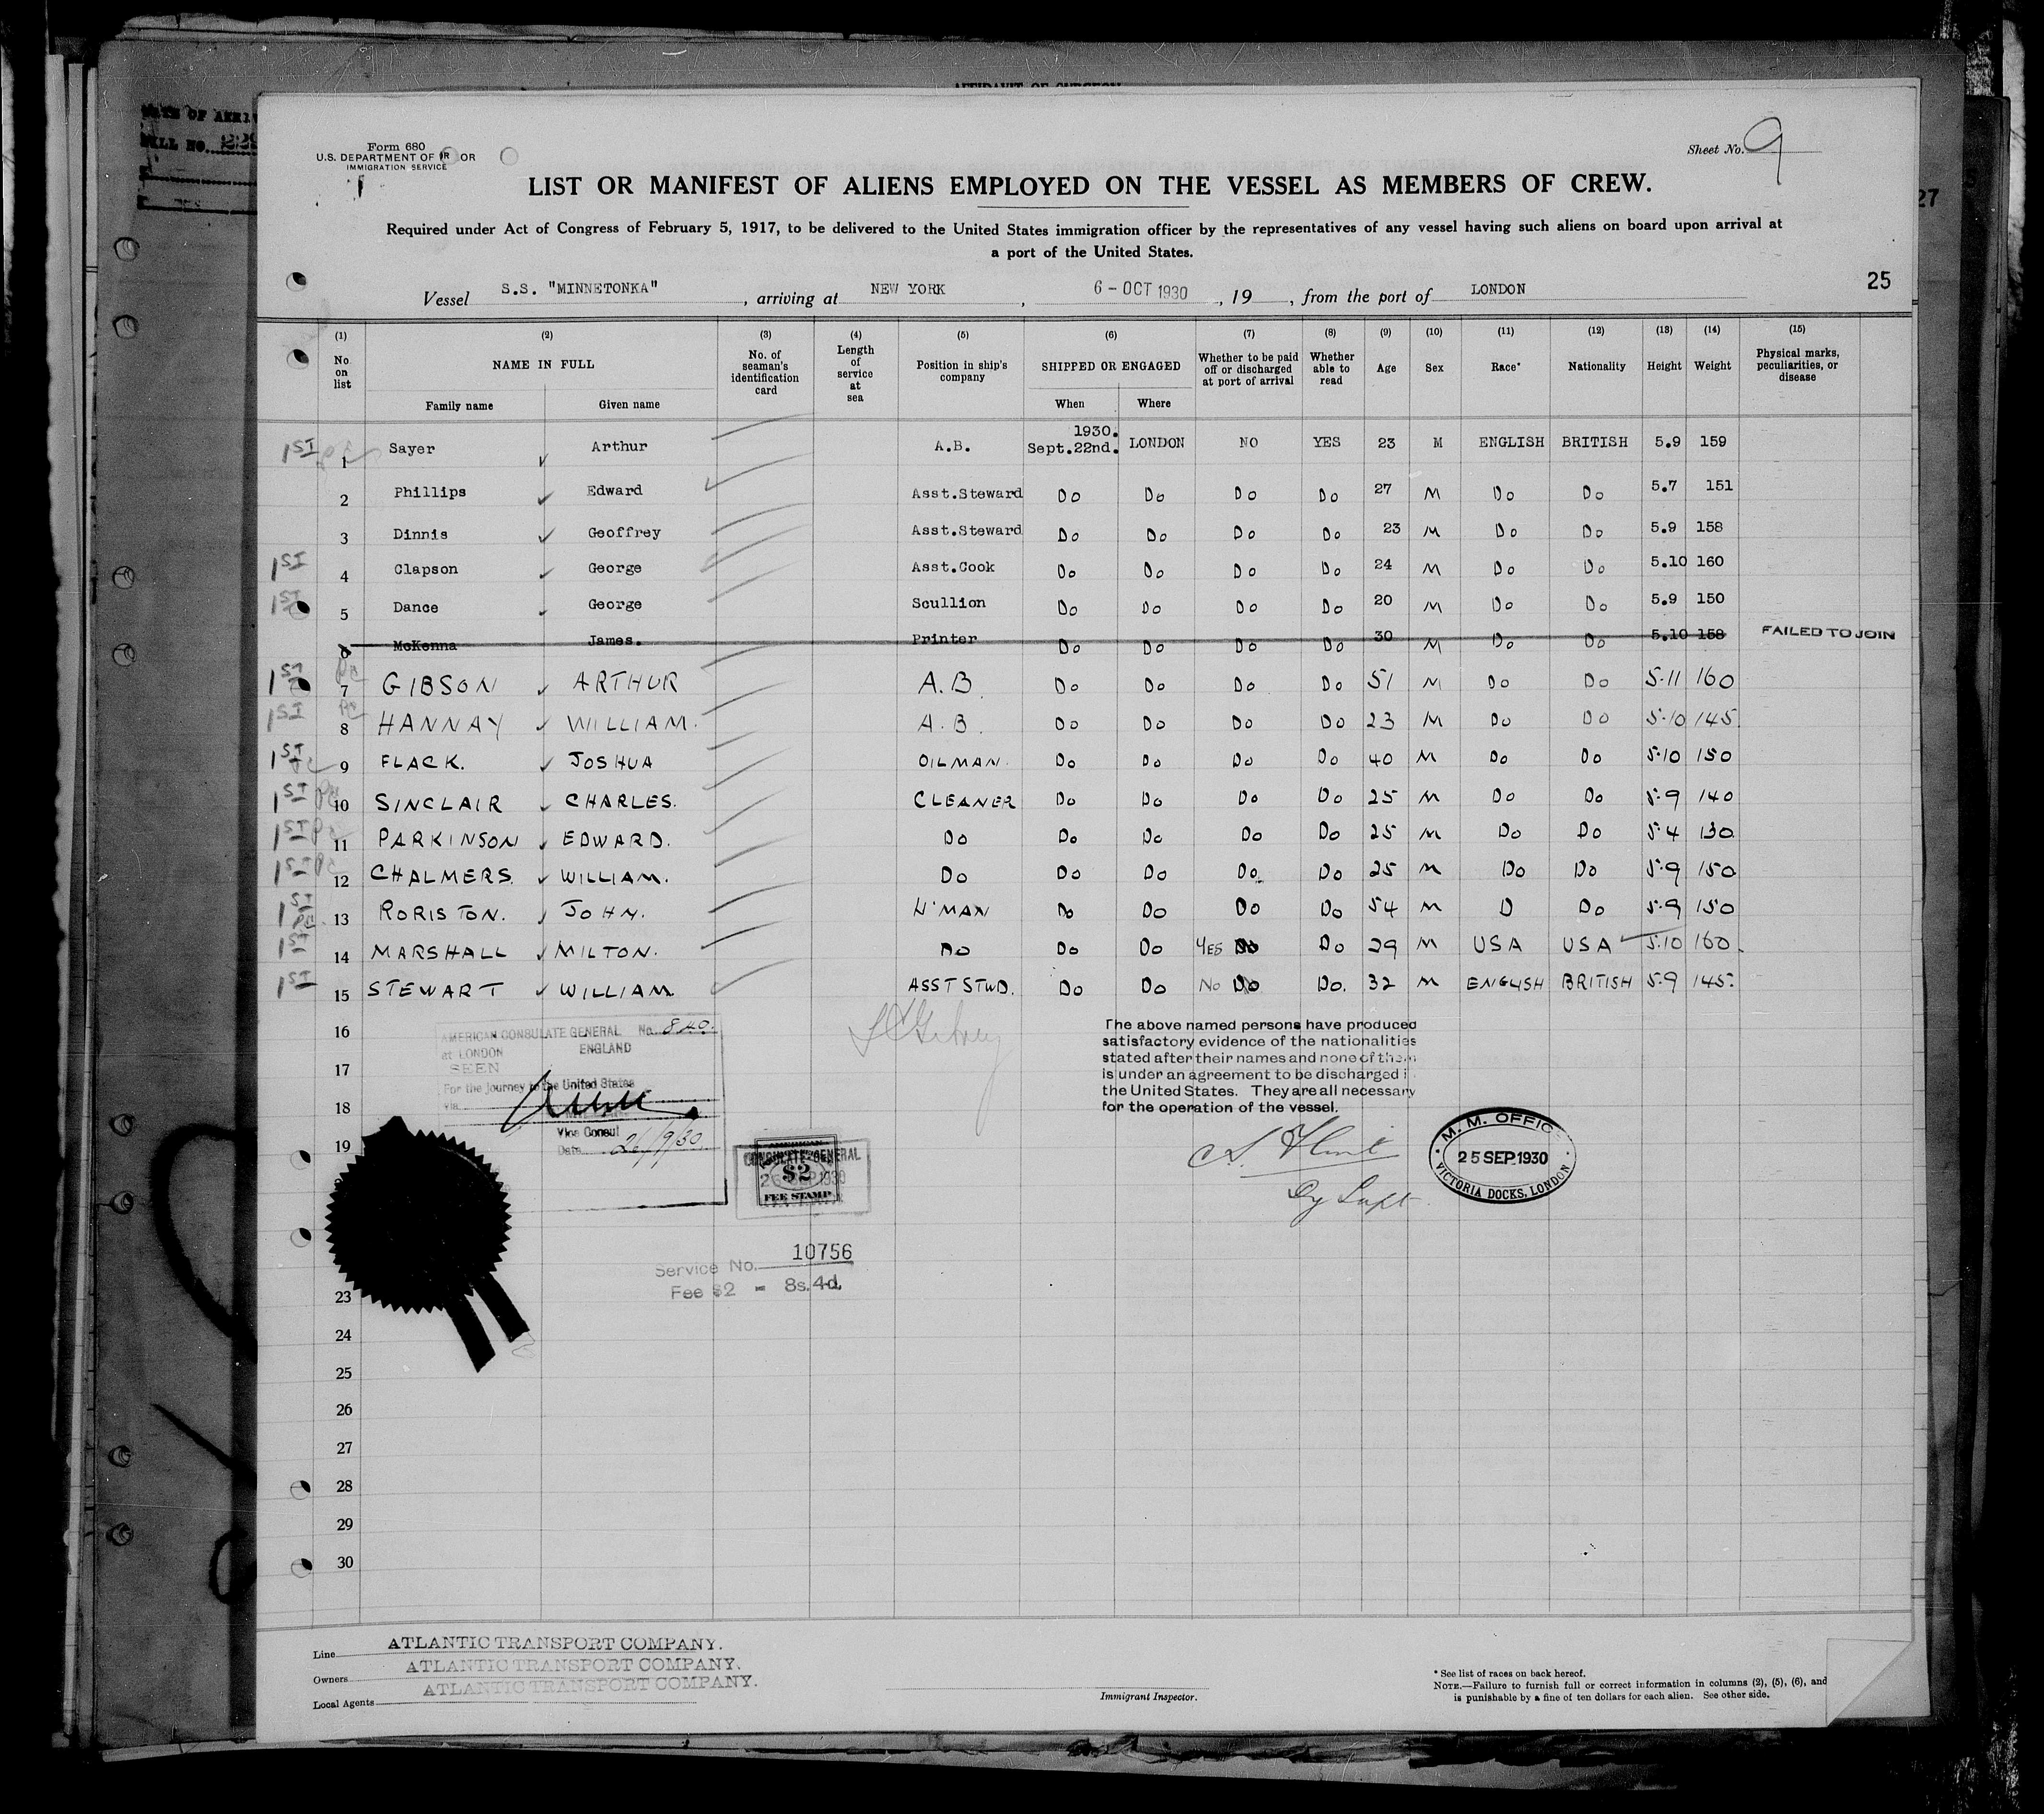 AFFIDAVIT OF SURGEON
Form 680
U.S. DEPARTMENT OF OR
IMMIGRATION SERVICE
Sheet No. 9
LIST OR MANIFEST OF ALIENS EMPLOYED ON THE VESSEL AS MEMBERS OF CREW.
Required under Act of Congress of February 5, 1917, to be delivered to the United States immigration officer by the representatives of any vessel having such aliens on board upon arrival at
a port of the United States.
27
25
Vessel S.S. "MINNETONKA", arriving at NEW YORK, 6-OCT 1930, 19 , from the port of LONDON
(1) (2) (3) (4) (5) (6) (7) (8) (9) (10) (11) (12) (13) (14) (15)
No. on list NAME IN FULL No. of seaman's identification card Length of service at sea Position in ship's company SHIPPED OR ENGAGED Whether to be paid off or discharged at port of arrival Whether able to read Age Sex Race* Nationality Height Weight Physical marks, peculiarities, or disease
Family name Given name When Where
1ST 1 Sayer Arthur A.B. 1930. Sept.22nd. LONDON NO YES 23 M ENGLISH BRITISH 5.9 159
2 Phillips Edward Asst.Steward Do Do Do Do 27 M Do Do 5.7 151
3 Dinnis Geoffrey Asst.Steward Do Do Do Do 23 M Do Do 5.9 158
1ST 4 Clapson George Asst.Cook Do Do Do Do 24 M Do Do 5.10 160
1ST 5 Dance George Scullion Do Do Do Do 20 M Do Do 5.9 150
6 McKenna James. Printer Do Do Do Do 30 M Do Do 5.10 158 FAILED TO JOIN
1ST 7 GIBSON ARTHUR A.B. Do Do Do Do 51 M Do Do 5.11 160
1ST 8 HANNAY WILLIAM. A.B. Do Do Do Do 23 M Do Do 5.10 145.
1ST 9 FLACK. JOSHUA OILMAN. Do Do Do Do 40 M Do Do 5.10 150
1ST 10 SINCLAIR CHARLES. CLEANER Do Do Do Do 25 M Do Do 5.9 140
1ST 11 PARKINSON EDWARD. Do Do Do Do Do 25 M Do Do 5.4 130
1ST 12 CHALMERS. WILLIAM. Do Do Do Do Do 25 M Do Do 5.9 150
1ST 13 RORISTON. JOHN. Do Do Do Do 54 M D Do 5.9 150
1ST 14 MARSHALL MILTON. Do Do Do YES Do Do 29 M USA USA 5.10 160.
1ST 15 STEWART WILLIAM ASST STWD. Do Do No Do Do. 32 M ENGLISH BRITISH 5.9 145.
16
17
18
19
23
24
25
26
27
28
29
30
AMERICAN CONSULATE GENERAL No. 840.
at LONDON ENGLAND
SEEN
For the journey to the United States
via
Vice Consul
Date 26/9/30
AMERICAN
CONSULATE GENERAL
$2
26 SEP 1930
FEE STAMP
Service No. 10756
Fee $2 = 8s.4d.
The above named persons have produced
satisfactory evidence of the nationalities
stated after their names and none of them
is under an agreement to be discharged i
the United States. They are all necessary
for the operation of the vessel.
Dy Supt.
M. M. OFFICE
25 SEP.1930
VICTORIA DOCKS, LONDON
Line ATLANTIC TRANSPORT COMPANY.
Owners ATLANTIC TRANSPORT COMPANY.
Local Agents ATLANTIC TRANSPORT COMPANY.
Immigrant Inspector.
* See list of races on back hereof.
NOTE.—Failure to furnish full or correct information in columns (2), (5), (6), and
is punishable by a fine of ten dollars for each alien. See other side.